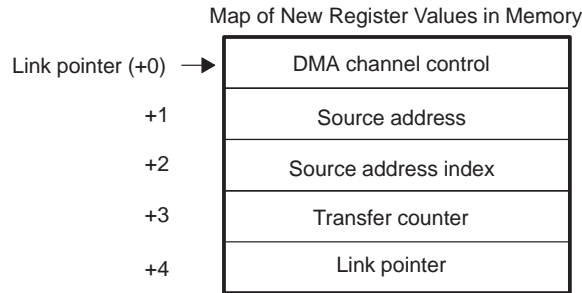 Map of New Register Values in Memory
Link pointer (+0) DMA channel control
+1 Source address
+2 Source address index
+3 Transfer counter
+4 Link pointer